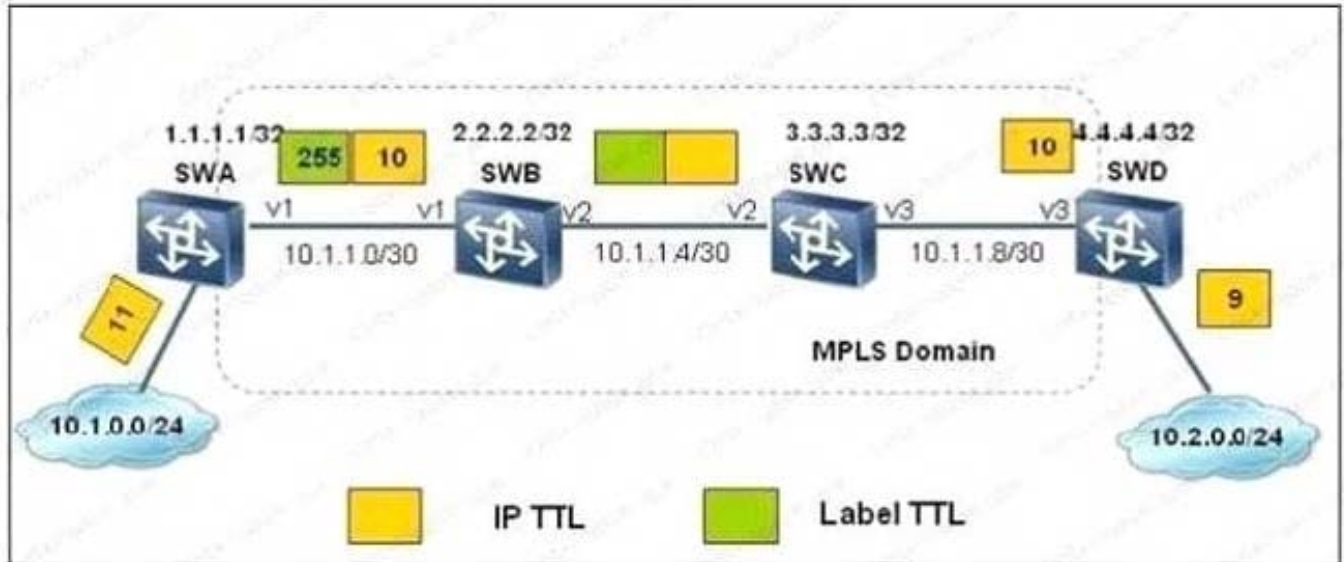 1.1.1.1/32
255 10
2.2.2.2/32
3.3.3.3/32
10
4.4.4.4/32
SWA
SWB
SWC
SWD
v1
v1
v2
v2
v3
v3
10.1.1.0/30
10.1.1.4/30
10.1.1.8/30
11
9
MPLS Domain
10.1.0.0/24
10.2.0.0/24
IP TTL
Label TTL